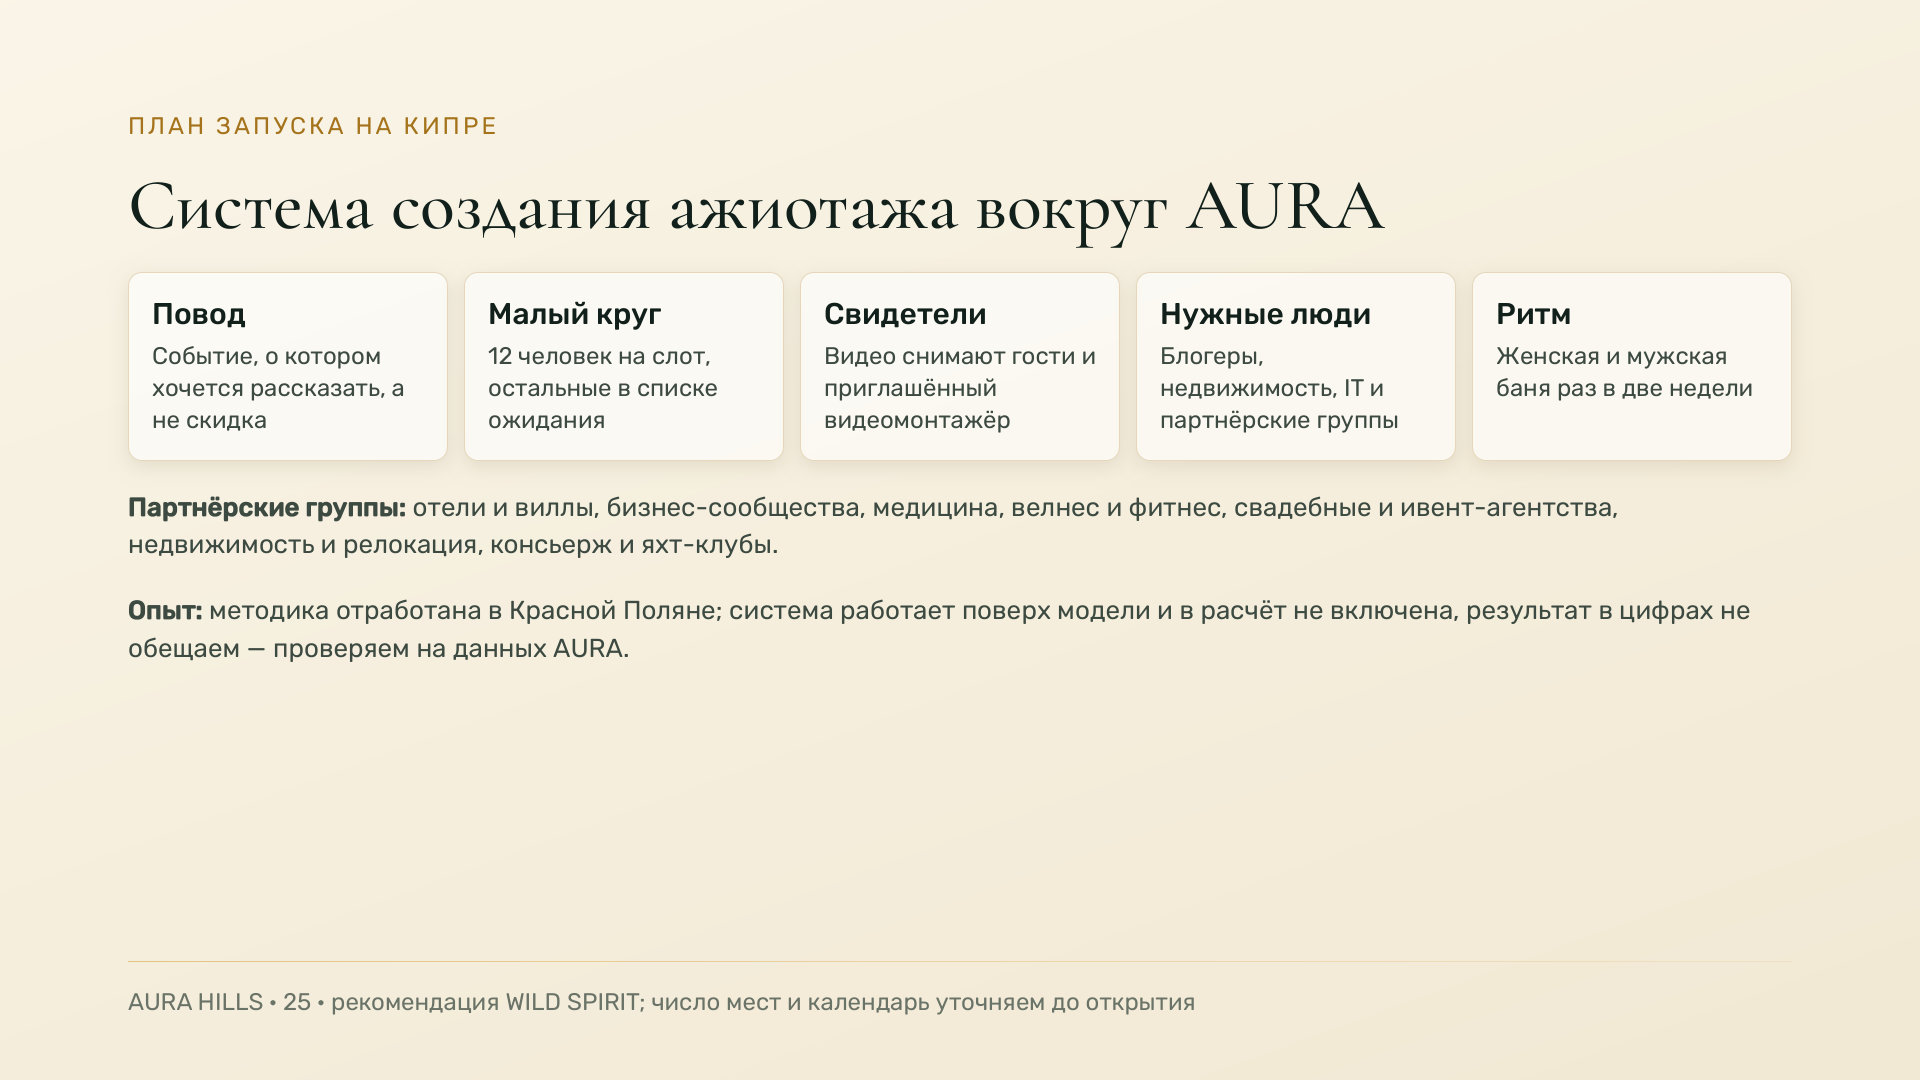 ПЛАН ЗАПУСКА НА КИПРЕ
Система создания ажиотажа вокруг AURA
Повод
Событие, о котором
хочется рассказать, а
не скидка
Малый круг
12 человек на слот,
остальные в списке
ожидания
Свидетели
Видео снимают гости и
приглашённый
видеомонтажёр
Нужные люди
Блогеры,
недвижимость, IT и
партнёрские группы
Ритм
Женская и мужская
баня раз в две недели
Партнёрские группы: отели и виллы, бизнес-сообщества, медицина, велнес и фитнес, свадебные и ивент-агентства,
недвижимость и релокация, консьерж и яхт-клубы.
Опыт: методика отработана в Красной Поляне; система работает поверх модели и в расчёт не включена, результат в цифрах не
обещаем — проверяем на данных AURA.
AURA HILLS • 25 • рекомендация WILD SPIRIT; число мест и календарь уточняем до открытия